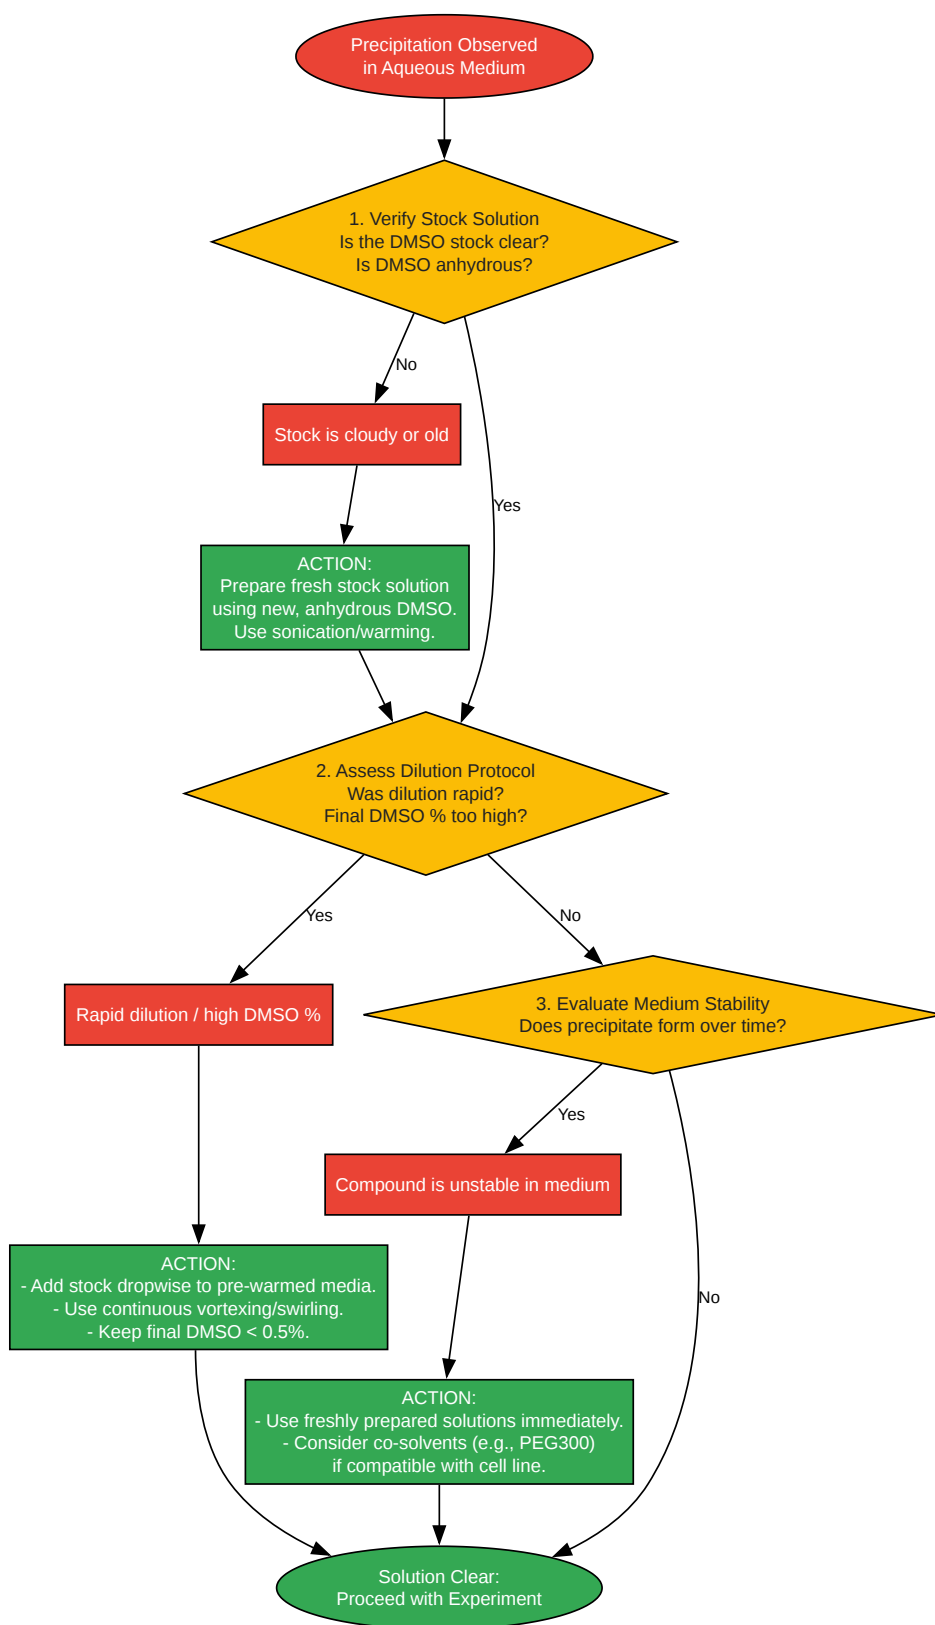 Precipitation Observed
in Aqueous Medium
1. Verify Stock Solution
Is the DMSO stock clear?
Is DMSO anhydrous?
No
Stock is cloudy or old
Yes
ACTION:
Prepare fresh stock solution
using new, anhydrous DMSO.
Use sonication/warming.
2. Assess Dilution Protocol
Was dilution rapid?
Final DMSO % too high?
Yes
No
Rapid dilution / high DMSO %
3. Evaluate Medium Stability
Does precipitate form over time?
Yes
Compound is unstable in medium
ACTION:
- Add stock dropwise to pre-warmed media.
- Use continuous vortexing/swirling.
- Keep final DMSO < 0.5%.
No
ACTION:
- Use freshly prepared solutions immediately.
- Consider co-solvents (e.g., PEG300)
if compatible with cell line.
Solution Clear:
Proceed with Experiment